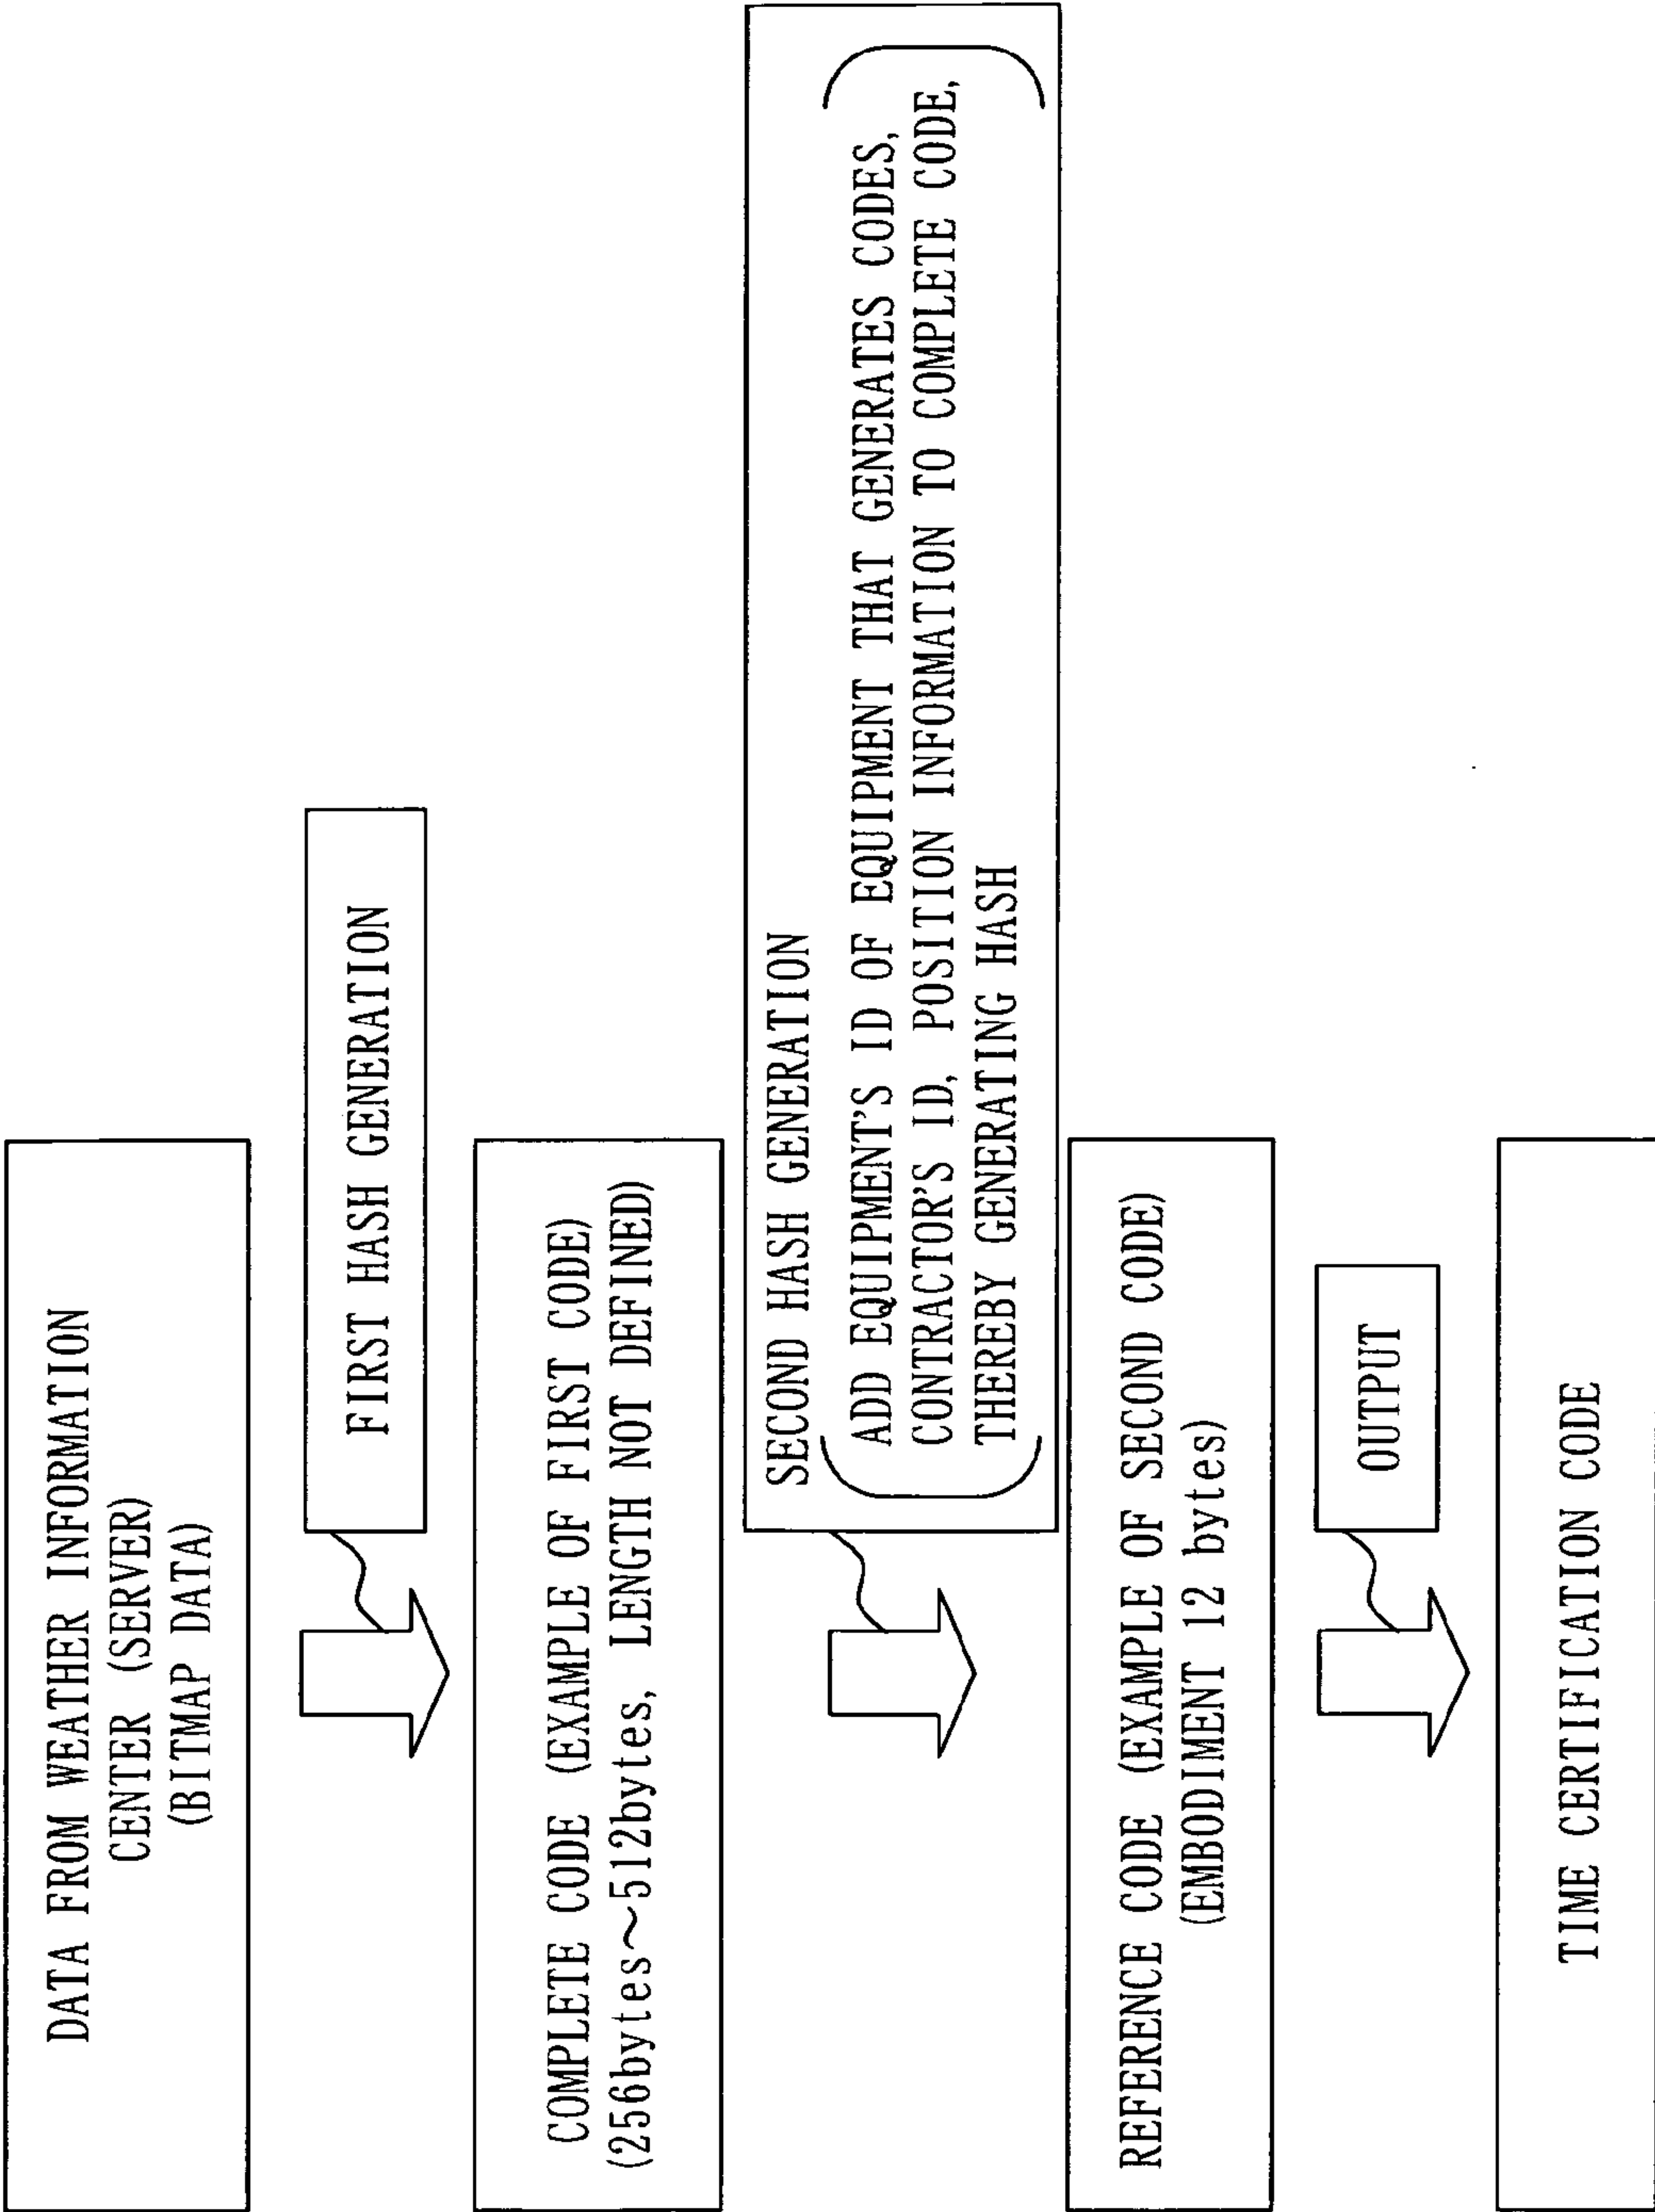 DATA FROM WEATHER INFORMATION
CENTER (SERVER)
(BITMAP DATA)
FIRST HASH GENERATION
COMPLETE CODE (EXAMPLE OF FIRST CODE)
(256bytes~512bytes, LENGTH NOT DEFINED)
SECOND HASH GENERATION
ADD EQUIPMENT'S ID OF EQUIPMENT THAT GENERATES CODES,
CONTRACTOR'S ID, POSITION INFORMATION TO COMPLETE CODE,
THEREBY GENERATING HASH
REFERENCE CODE (EXAMPLE OF SECOND CODE)
(EMBODIMENT 12 bytes)
OUTPUT
TIME CERTIFICATION CODE